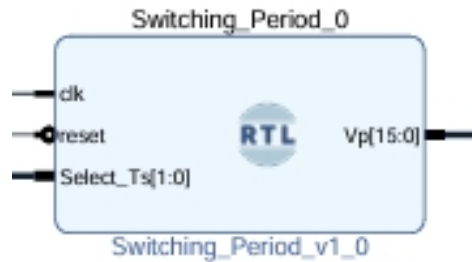 Switching_Period_0
clk
reset
RTL
Vp[15:0]
Select_Ts[1:0]
Switching_Period_v1_0